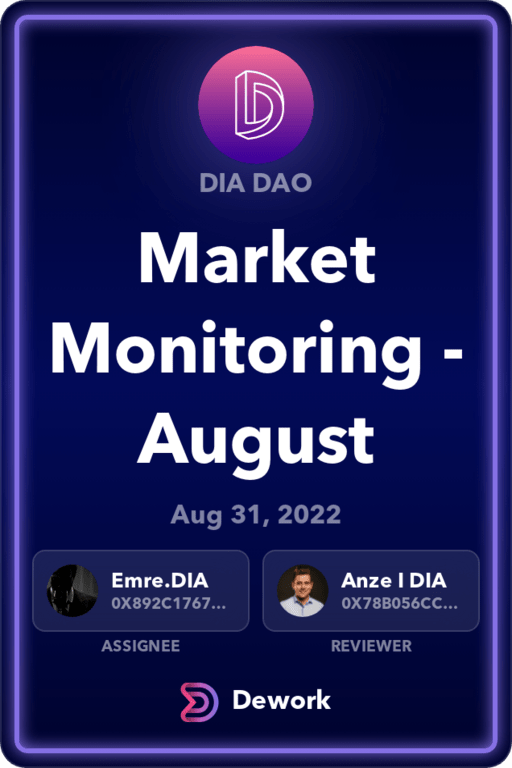 DIA DAO
Market
Monitoring -
August
Aug 31, 2022
Emre.DIA
0X892C1767...
Anze I DIA
0X78B056CC...
ASSIGNEE
REVIEWER
Dework